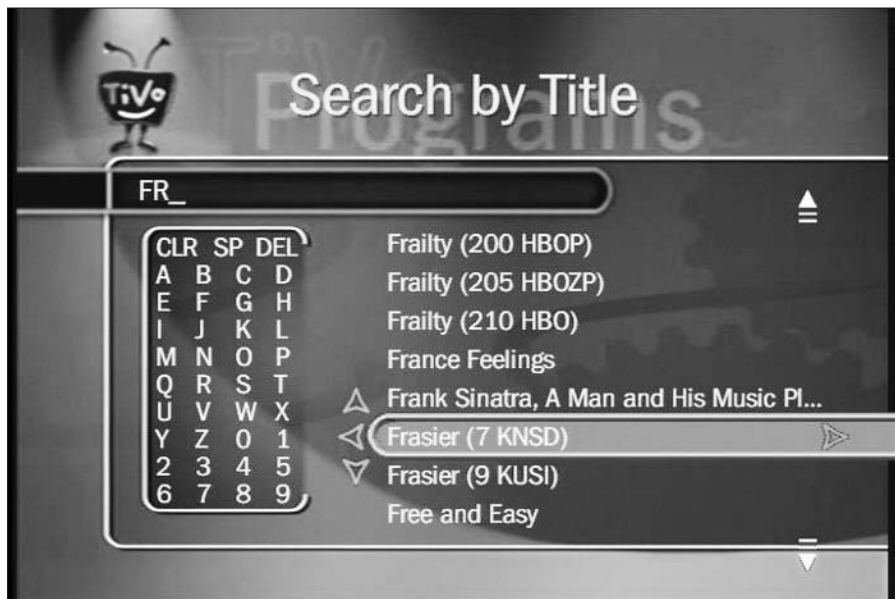 TiVo
TiVo
Programs
Search by Title
FR_
CLR SP DEL
A B C D
E F G H
I J K L
M N O P
Q R S T
U V W X
Y Z 0 1
2 3 4 5
6 7 8 9
Frailty (200 HBOP)
Frailty (205 HBOZP)
Frailty (210 HBO)
France Feelings
Frank Sinatra, A Man and His Music Pl...
Frasier (7 KNSD)
Frasier (9 KUSI)
Free and Easy